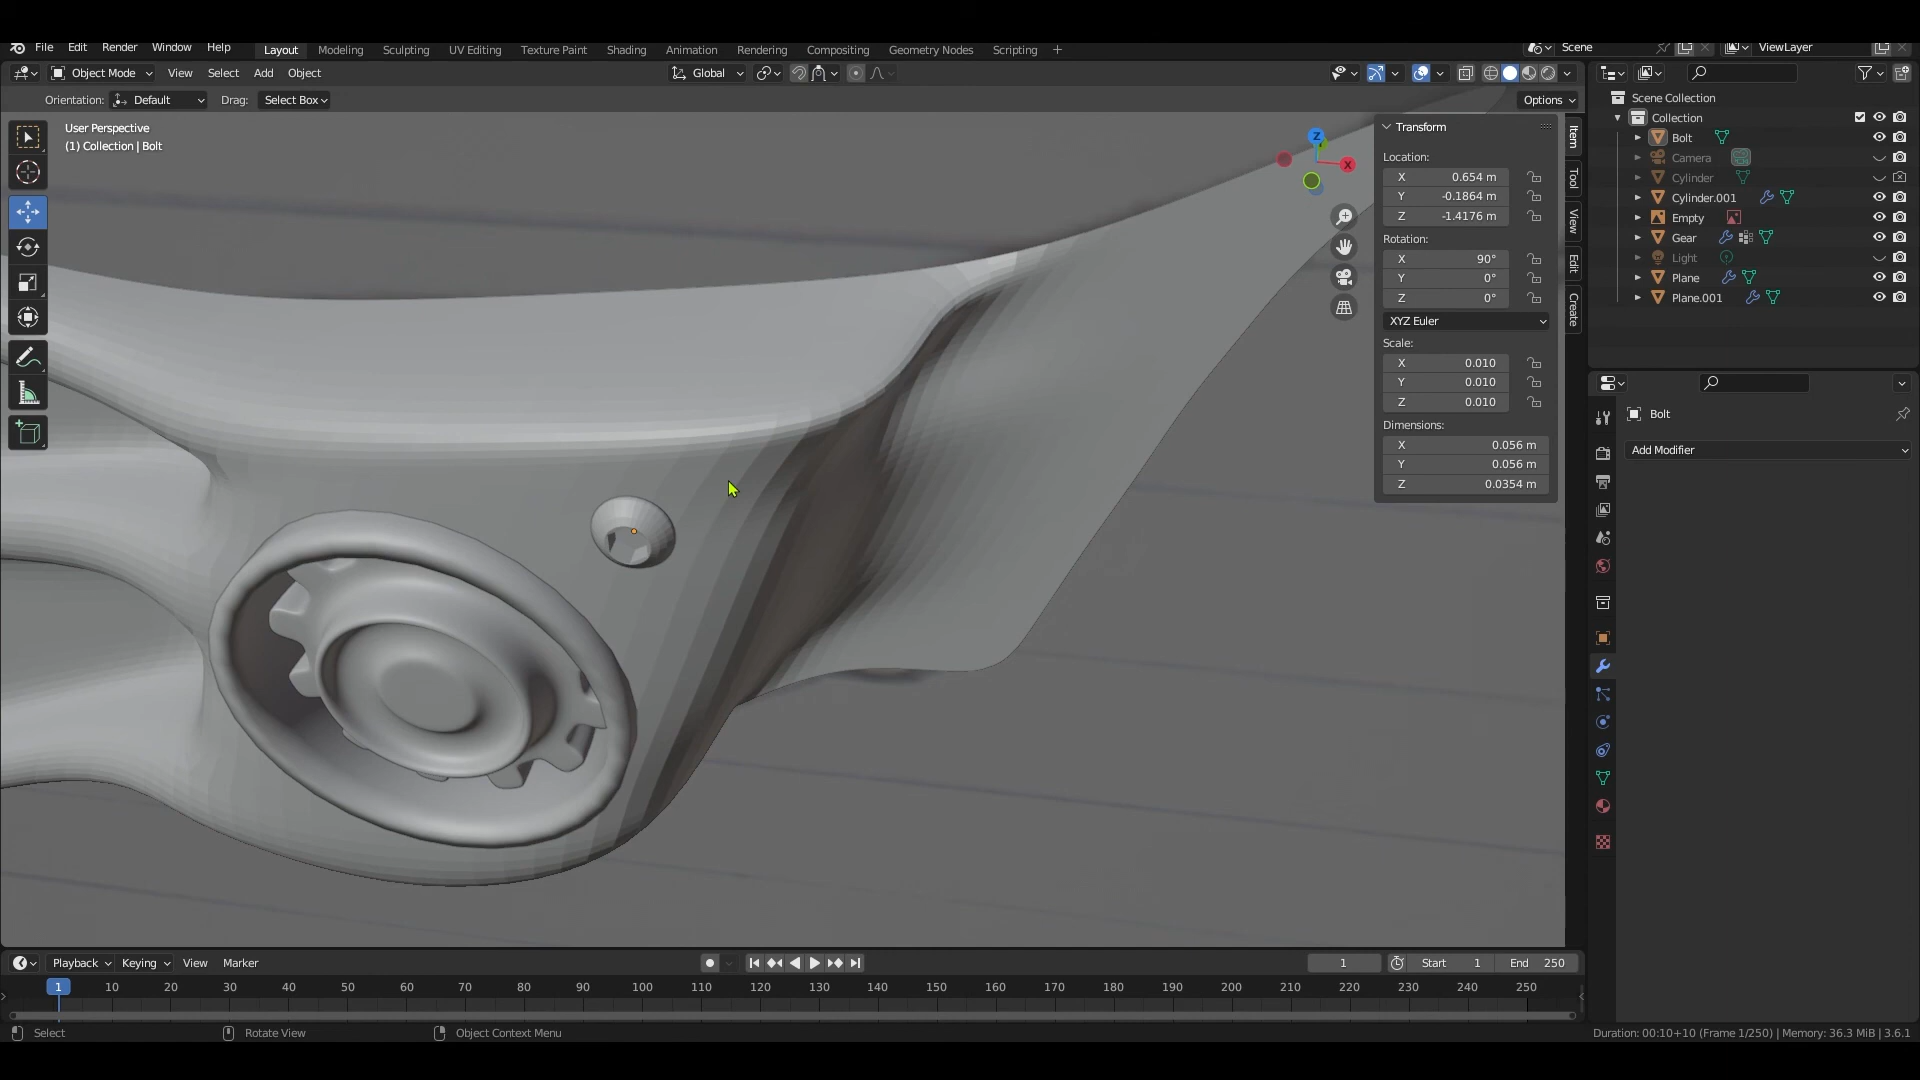 File Edit Render Window Help
Layout Modeling Sculpting UV Editing Texture Paint Shading Animation Rendering Compositing Geometry Nodes Scripting +
Scene
ViewLayer
Object Mode View Select Add Object
Global
Orientation: Default Drag: Select Box
Options
User Perspective
(1) Collection | Bolt
Z
X
Transform
Location:
X 0.654 m
Y -0.1864 m
Z -1.4176 m
Rotation:
X 90°
Y 0°
Z 0°
XYZ Euler
Scale:
X 0.010
Y 0.010
Z 0.010
Dimensions:
X 0.056 m
Y 0.056 m
Z 0.0354 m
Item
Tool
View
Edit
Create
Scene Collection
Collection
Bolt
Camera
Cylinder
Cylinder.001
Empty
Gear
Light
Plane
Plane.001
Bolt
Add Modifier
Playback Keying View Marker
1
Start 1
End 250
1 10 20 30 40 50 60 70 80 90 100 110 120 130 140 150 160 170 180 190 200 210 220 230 240 250
Select
Rotate View
Object Context Menu
Duration: 00:10+10 (Frame 1/250) | Memory: 36.3 MiB | 3.6.1